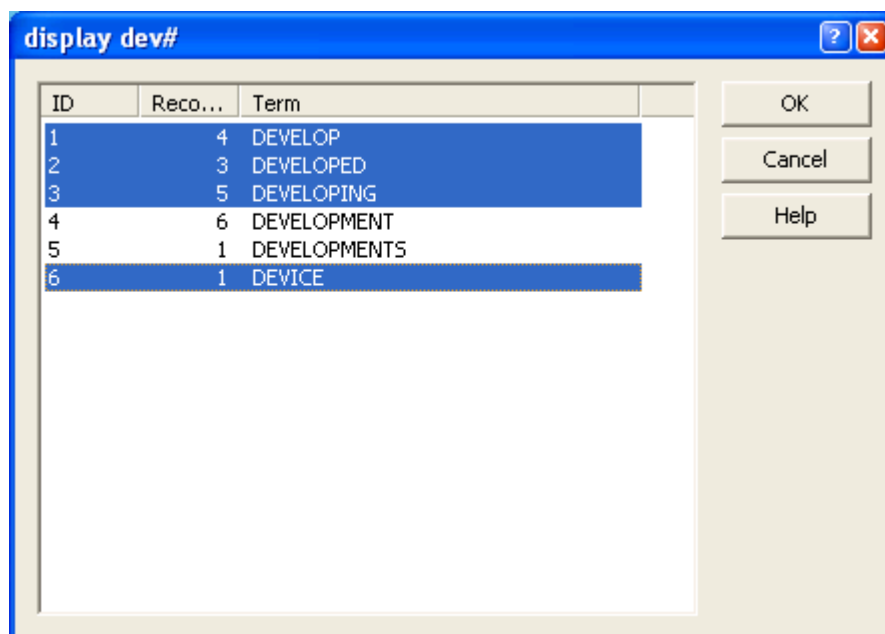 display dev#
ID Reco... Term
1 4 DEVELOP
2 3 DEVELOPED
3 5 DEVELOPING
4 6 DEVELOPMENT
5 1 DEVELOPMENTS
6 1 DEVICE
OK
Cancel
Help